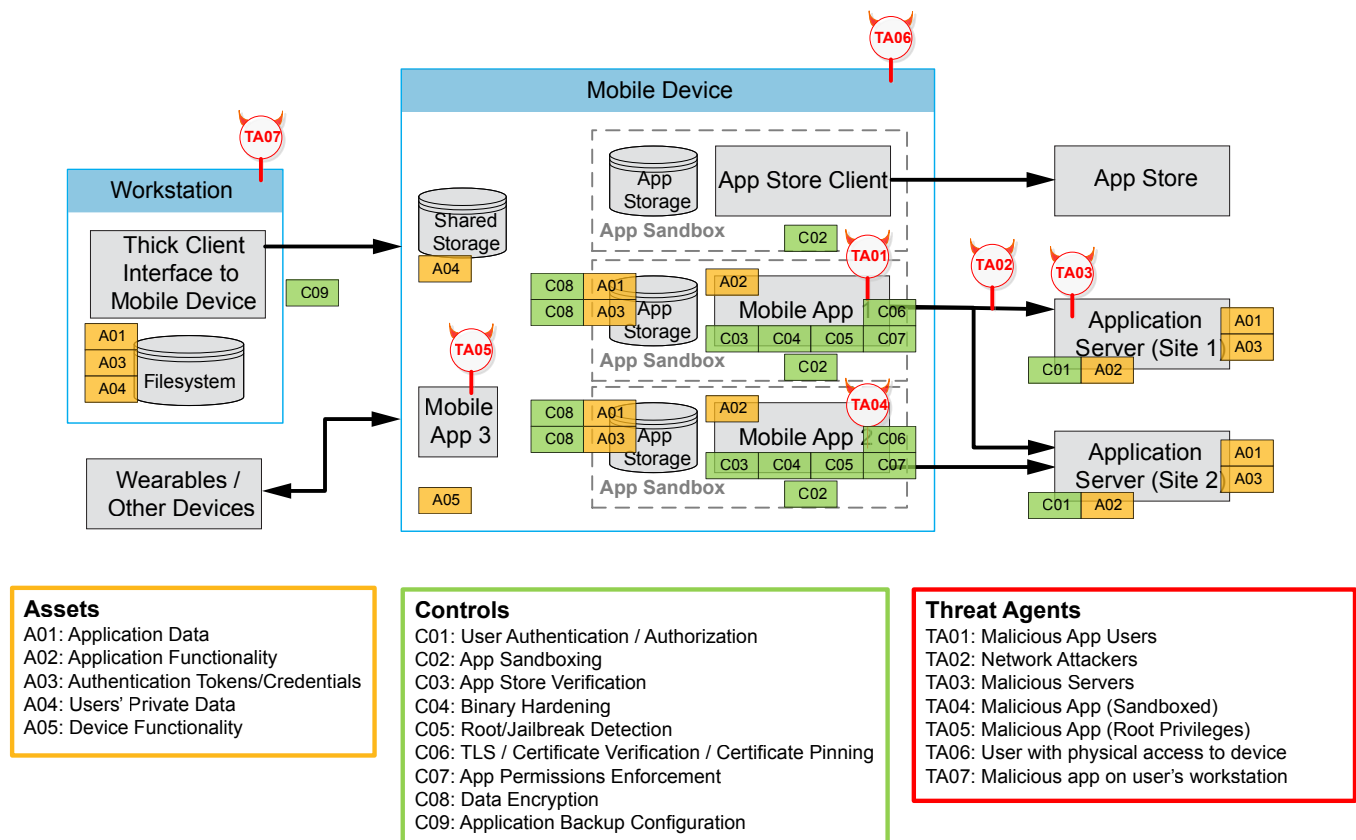 TA06
Mobile Device
TA07
Workstation
Thick Client
Interface to
Mobile Device
C09
A01
A03
A04
Filesystem
Wearables /
Other Devices
Shared
Storage
A04
TA05
Mobile
App 3
A05
App
Storage
App Store Client
App Sandbox
C02
App Store
C08 A01
C08 A03
App
Storage
App Sandbox
A02
TA01
Mobile App 1
C06
C03 C04 C05 C07
C02
TA02
TA03
Application
Server (Site 1)
A01
A03
C01 A02
C08 A01
C08 A03
App
Storage
App Sandbox
A02
TA04
Mobile App 2
C06
C03 C04 C05 C07
C02
Application
Server (Site 2)
A01
A03
C01 A02
Assets
A01: Application Data
A02: Application Functionality
A03: Authentication Tokens/Credentials
A04: Users' Private Data
A05: Device Functionality
Controls
C01: User Authentication / Authorization
C02: App Sandboxing
C03: App Store Verification
C04: Binary Hardening
C05: Root/Jailbreak Detection
C06: TLS / Certificate Verification / Certificate Pinning
C07: App Permissions Enforcement
C08: Data Encryption
C09: Application Backup Configuration
Threat Agents
TA01: Malicious App Users
TA02: Network Attackers
TA03: Malicious Servers
TA04: Malicious App (Sandboxed)
TA05: Malicious App (Root Privileges)
TA06: User with physical access to device
TA07: Malicious app on user's workstation